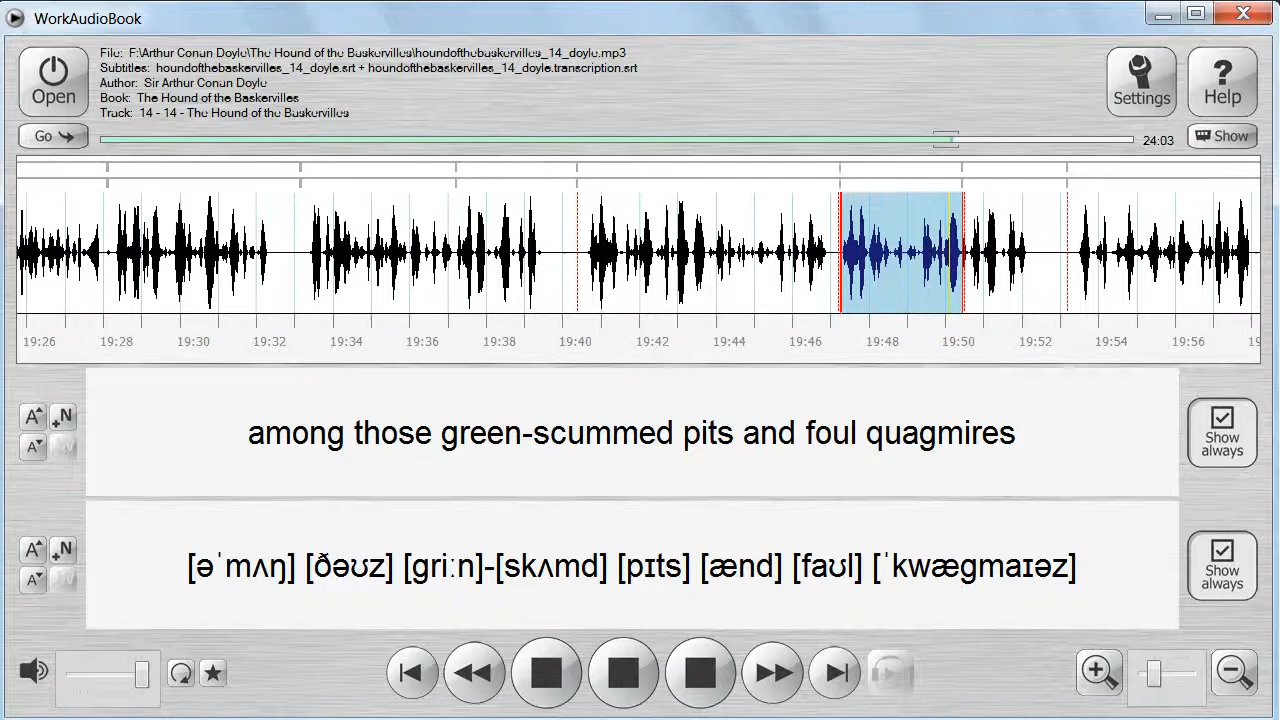 WorkAudioBook
File: F:\Arthur Conan Doyle\The Hound of the Baskervilles\houndofthebaskervilles_14_doyle.mp3
Subtitles: houndofthebaskervilles_14_doyle.srt + houndofthebaskervilles_14_doyle.transcription.srt
Author: Sir Arthur Conan Doyle
Book: The Hound of the Baskervilles
Track: 14 - 14 - The Hound of the Baskervilles
Open
Settings
? Help
Go
24:03
Show
19:26 19:28 19:30 19:32 19:34 19:36 19:38 19:40 19:42 19:44 19:46 19:48 19:50 19:52 19:54 19:56 19
A +N
among those green-scummed pits and foul quagmires
Show
always
A
A +N
[əˈmʌŋ] [ðəʊz] [griːn]-[skʌmd] [pɪts] [ænd] [faʊl] [ˈkwægmaɪəz]
Show
always
A